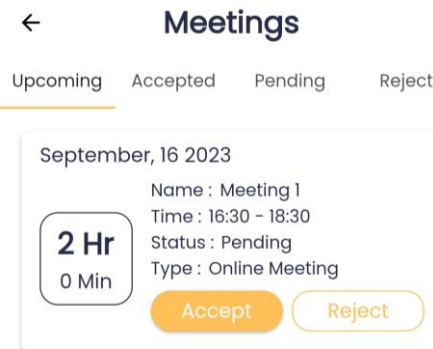 Meetings
Upcoming Accepted Pending Reject
September, 16 2023
Name : Meeting 1
Time : 16:30 - 18:30
2 Hr
Status : Pending
0 Min
Type : Online Meeting
Accept Reject